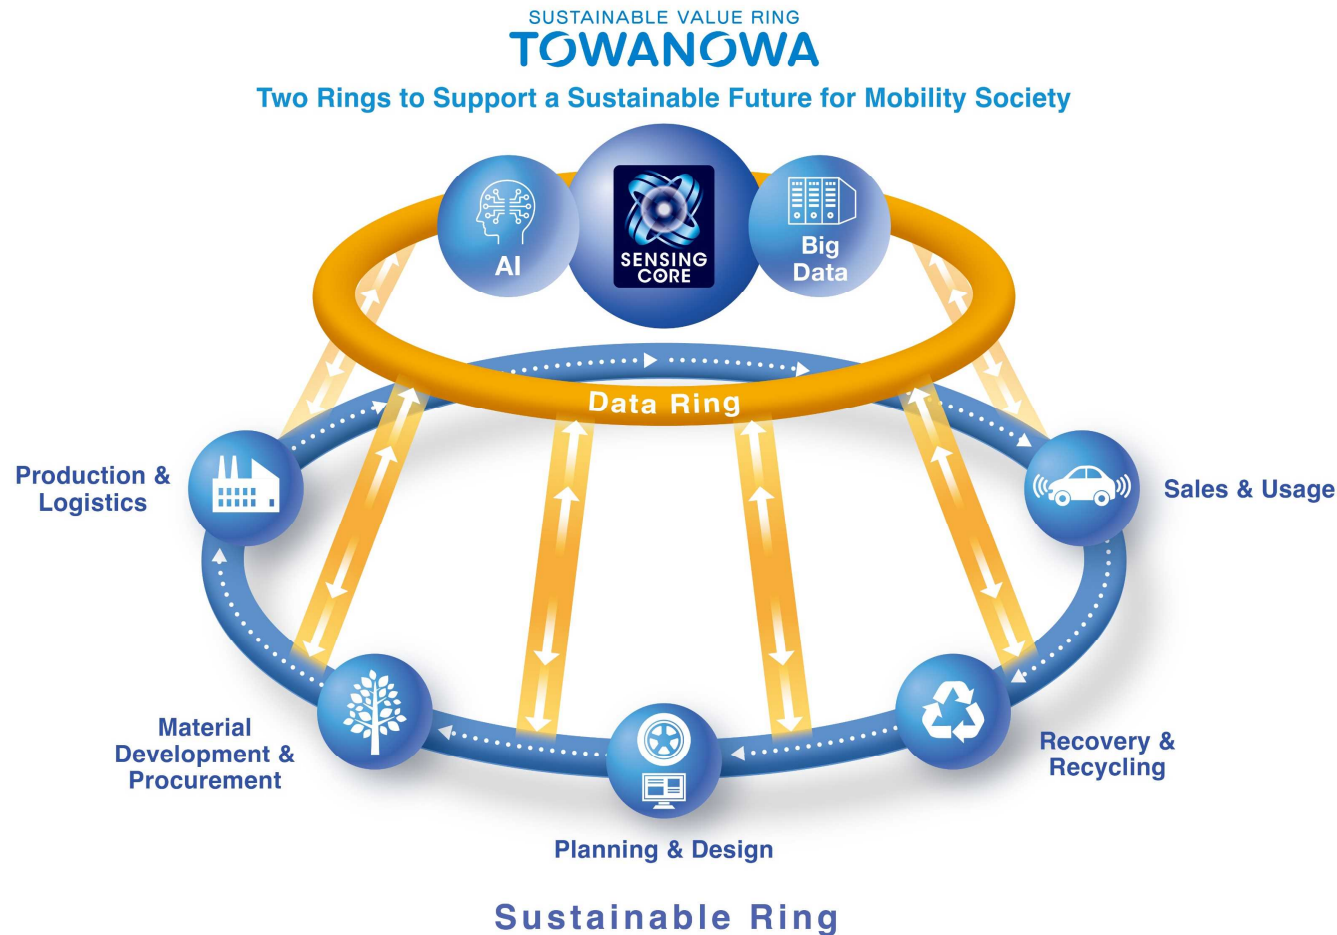 SUSTAINABLE VALUE RING
TOWANOWA
Two Rings to Support a Sustainable Future for Mobility Society
AI
SENSING
CORE
Big
Data
Data Ring
Production &
Logistics
Sales & Usage
Material
Development &
Procurement
Recovery &
Recycling
Planning & Design
Sustainable Ring